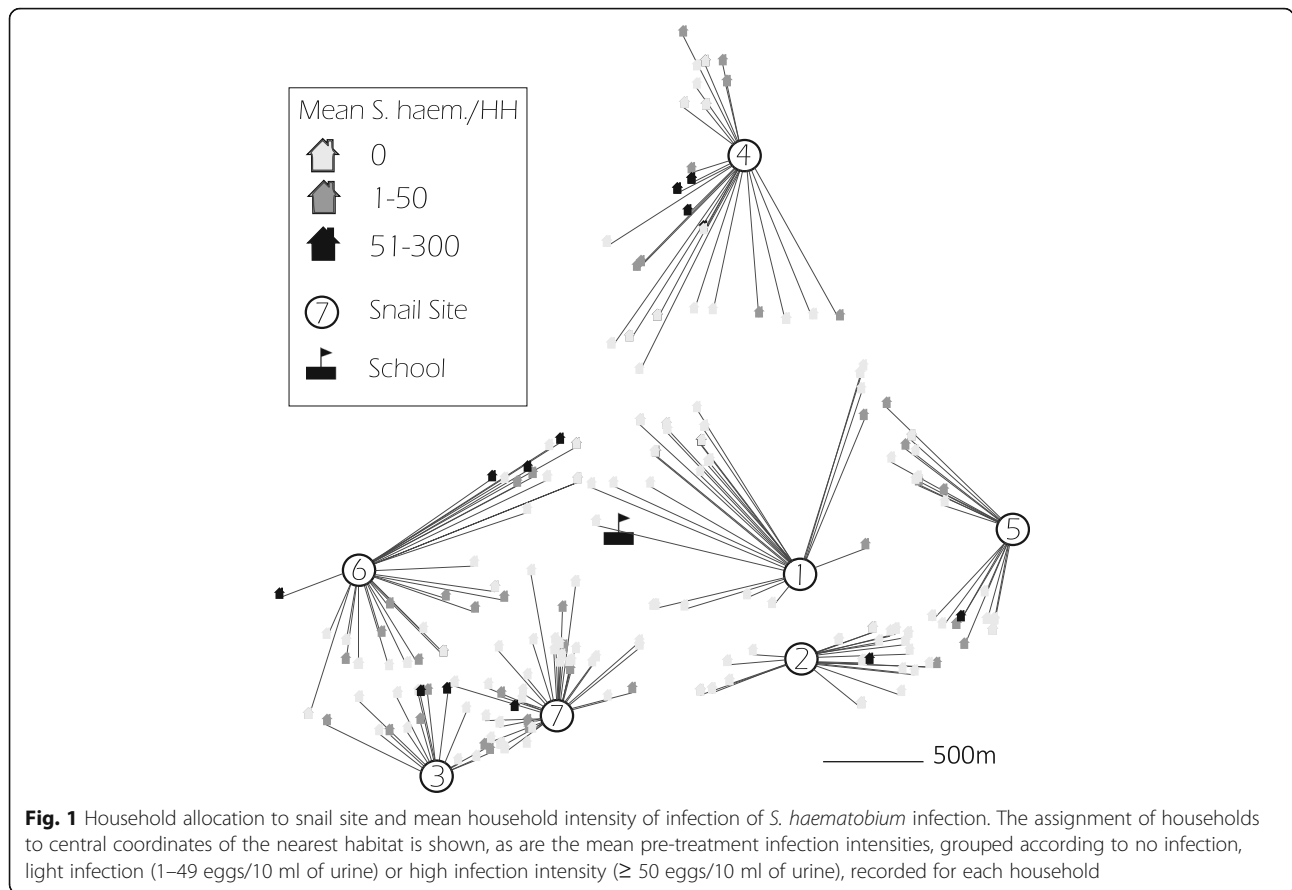 Mean S. haem./HH
0
1-50
51-300
7 Snail Site
School
4
6
1
5
2
7
3
500m
Fig. 1 Household allocation to snail site and mean household intensity of infection of S. haematobium infection. The assignment of households
to central coordinates of the nearest habitat is shown, as are the mean pre-treatment infection intensities, grouped according to no infection,
light infection (1–49 eggs/10 ml of urine) or high infection intensity (≥ 50 eggs/10 ml of urine), recorded for each household